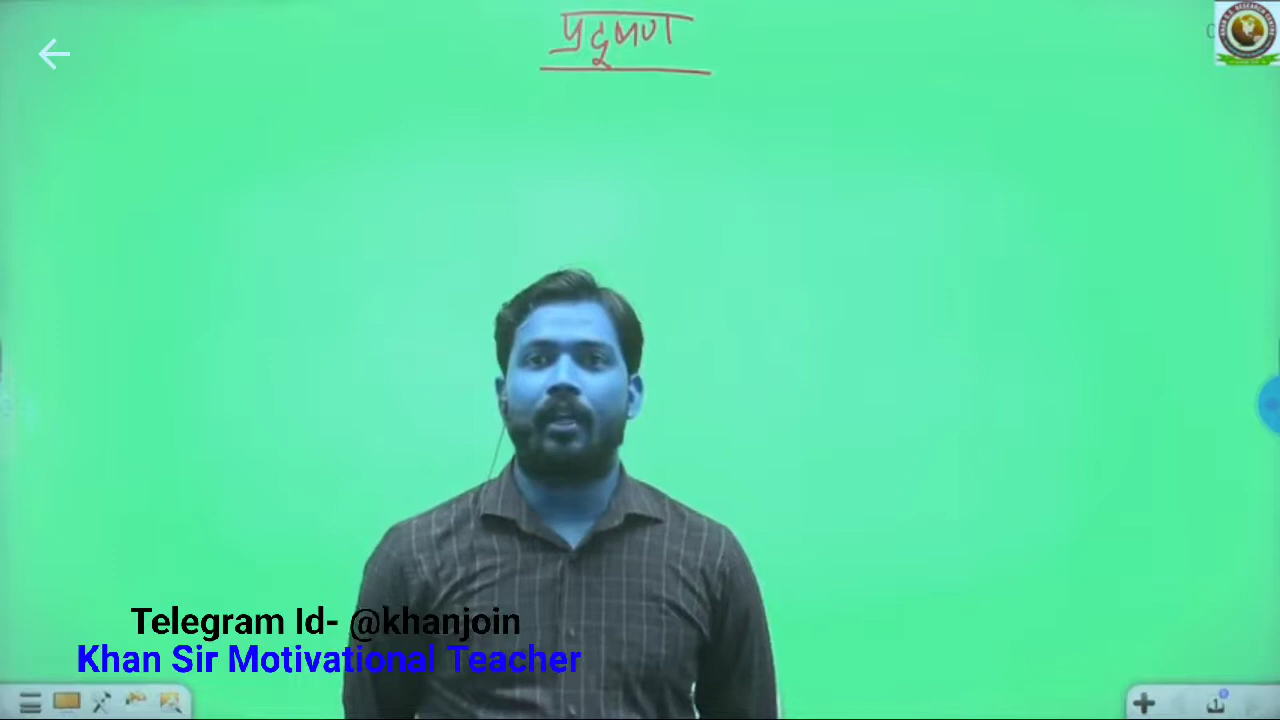 प्रदूषण
Telegram Id- @khanjoin
Khan Sir Motivational Teacher